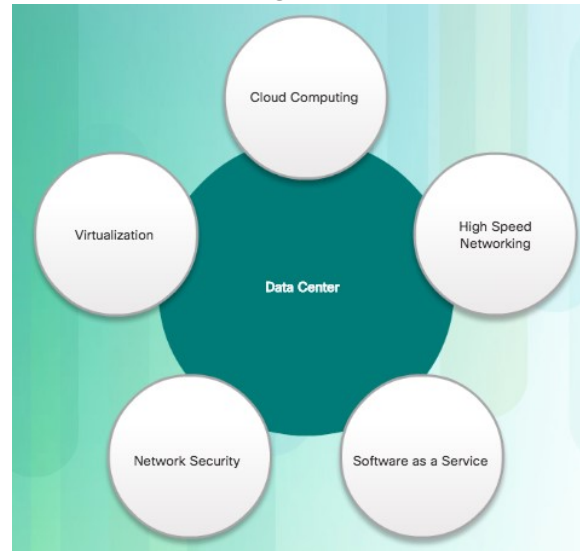 Cloud Computing
Virtualization
High Speed
Networking
Data Center
Network Security
Software as a Service